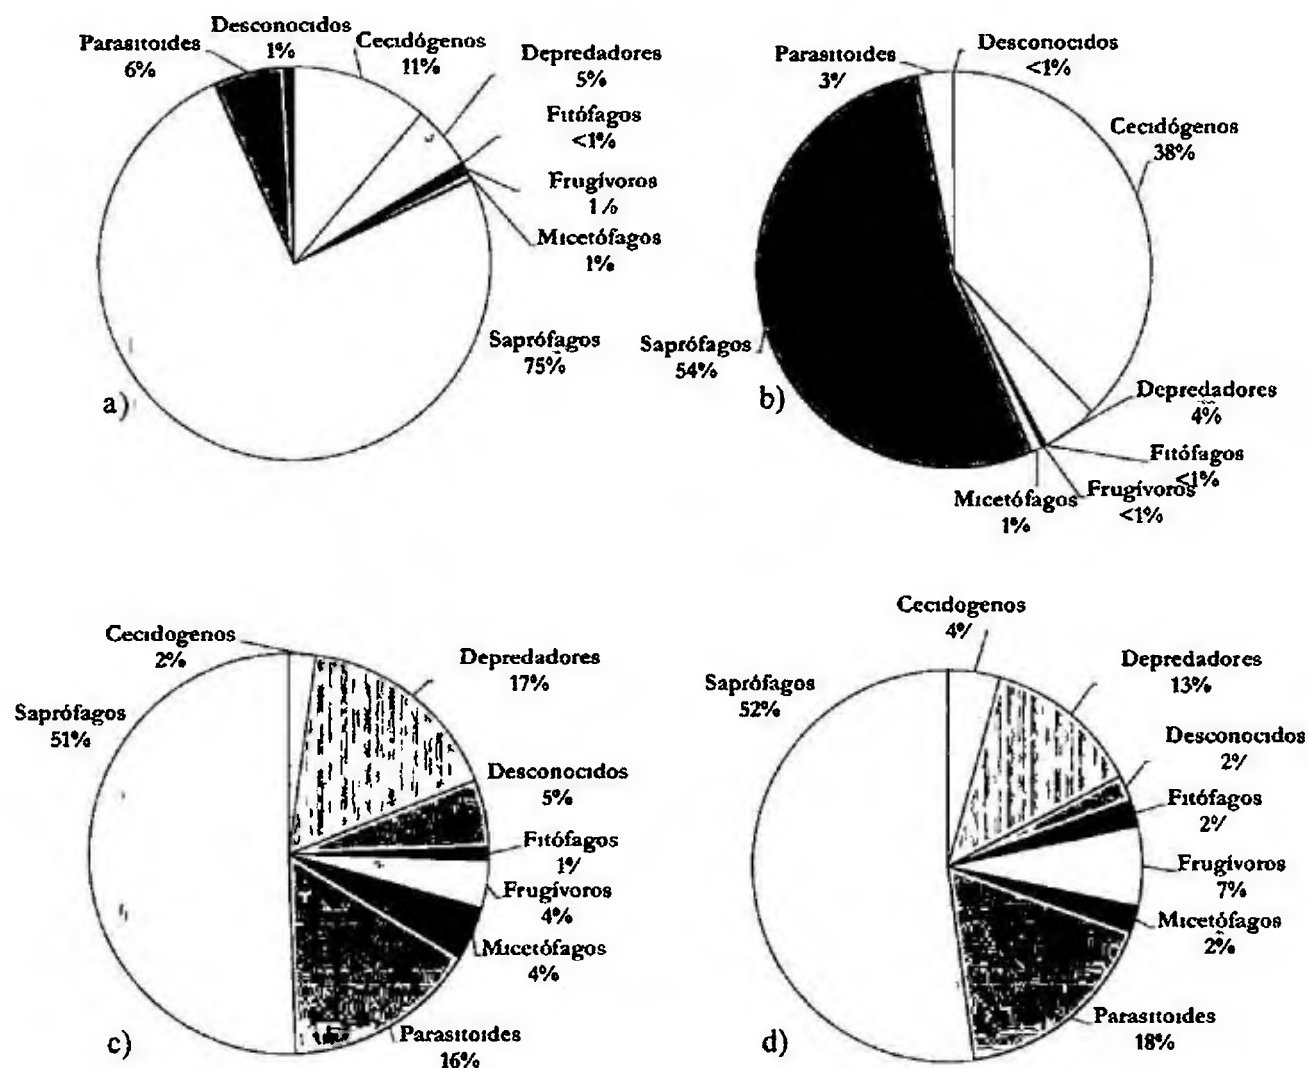 Desconocidos
1%
Parasitoides
6%
Cecidógenos
11%
Depredadores
5%
Fitófagos
<1%
Frugívoros
1%
Micetófagos
1%
Saprófagos
75%
a)
Desconocidos
<1%
Parasitoides
3%
Cecidógenos
38%
Saprófagos
54%
Depredadores
4%
Fitófagos
<1%
Frugívoros
<1%
Micetófagos
1%
b)
Cecidogenos
2%
Depredadores
17%
Saprófagos
51%
Desconocidos
5%
Fitófagos
1%
Frugívoros
4%
Micetófagos
4%
Parasitoides
16%
c)
Cecidogenos
4%
Depredadores
13%
Saprófagos
52%
Desconocidos
2%
Fitófagos
2%
Frugívoros
7%
Micetófagos
2%
Parasitoides
18%
d)